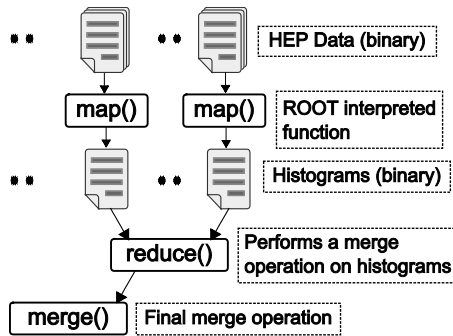 HEP Data (binary)
map()
map()
ROOT interpreted
function
Histograms (binary)
reduce()
Performs a merge
operation on histograms
merge()
Final merge operation